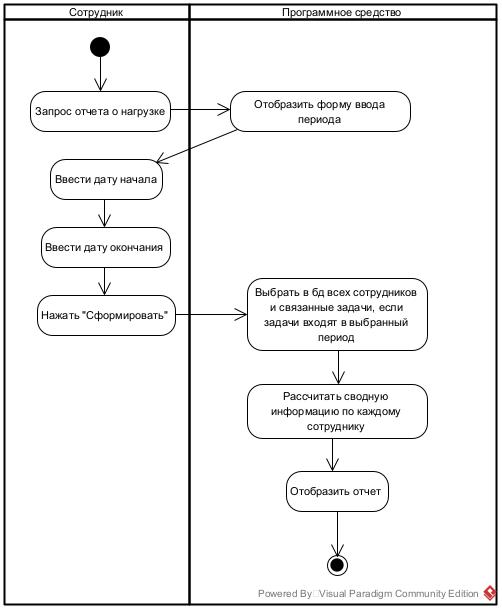 Сотрудник
Программное средство
Запрос отчета о нагрузке
Отобразить форму ввода
периода
Ввести дату начала
Ввести дату окончания
Нажать "Сформировать"
Выбрать в бд всех сотрудников
и связанные задачи, если
задачи входят в выбранный
период
Рассчитать сводную
информацию по каждому
сотруднику
Отобразить отчет
Powered By Visual Paradigm Community Edition